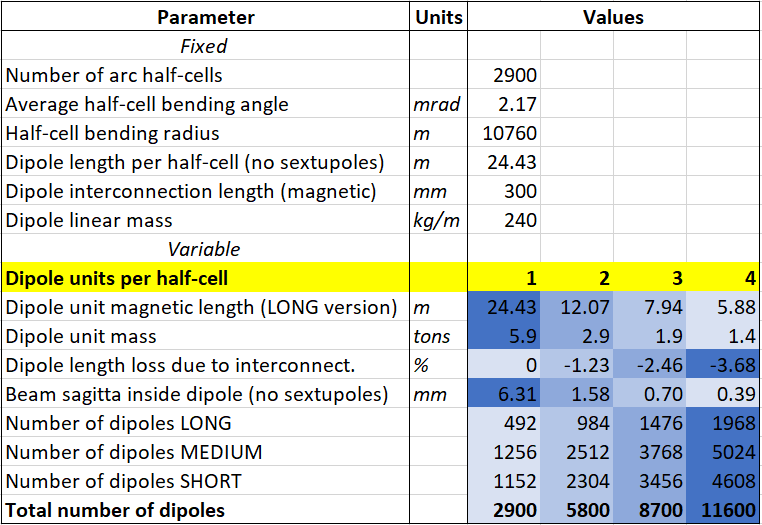 Parameter Units Values
Fixed
Number of arc half-cells 2900
Average half-cell bending angle mrad 2.17
Half-cell bending radius m 10760
Dipole length per half-cell (no sextupoles) m 24.43
Dipole interconnection length (magnetic) mm 300
Dipole linear mass kg/m 240
Variable
Dipole units per half-cell 1 2 3 4
Dipole unit magnetic length (LONG version) m 24.43 12.07 7.94 5.88
Dipole unit mass tons 5.9 2.9 1.9 1.4
Dipole length loss due to interconnect. % 0 -1.23 -2.46 -3.68
Beam sagitta inside dipole (no sextupoles) mm 6.31 1.58 0.70 0.39
Number of dipoles LONG 492 984 1476 1968
Number of dipoles MEDIUM 1256 2512 3768 5024
Number of dipoles SHORT 1152 2304 3456 4608
Total number of dipoles 2900 5800 8700 11600